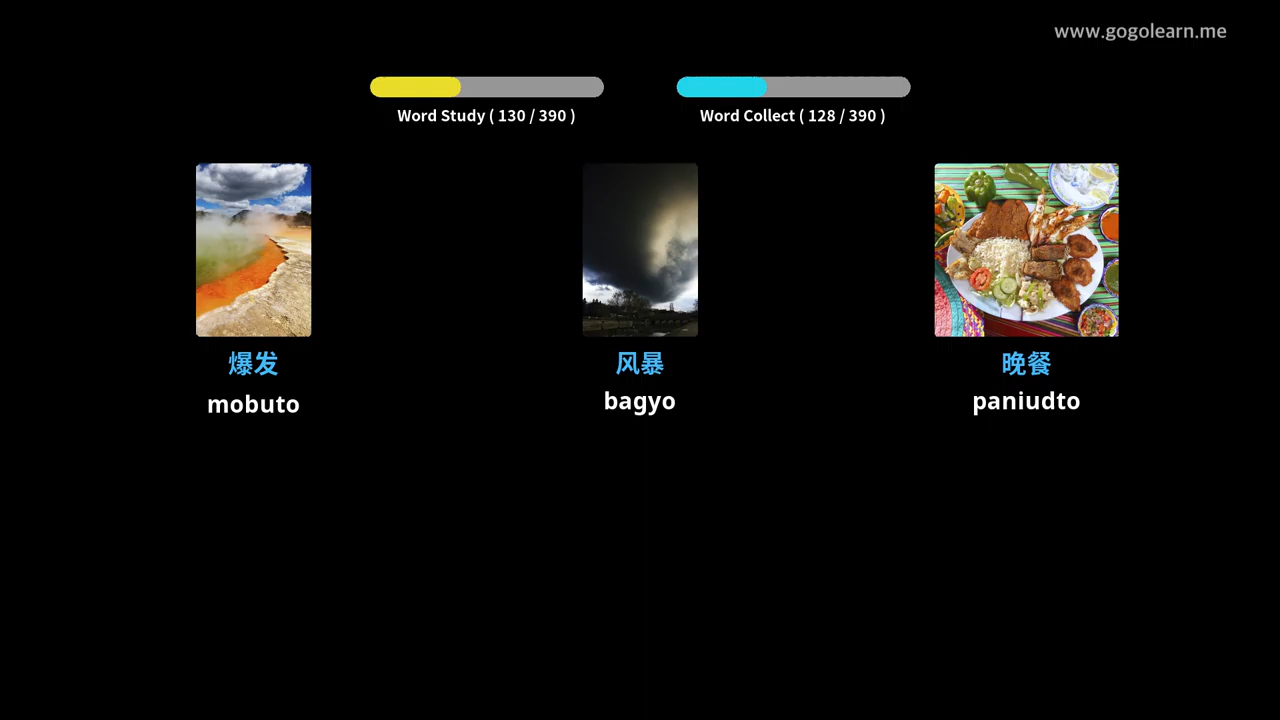 www.gogolearn.me
Word Study ( 130 / 390 )
Word Collect ( 128 / 390 )
爆发
风暴
晚餐
mobuto
bagyo
paniudto